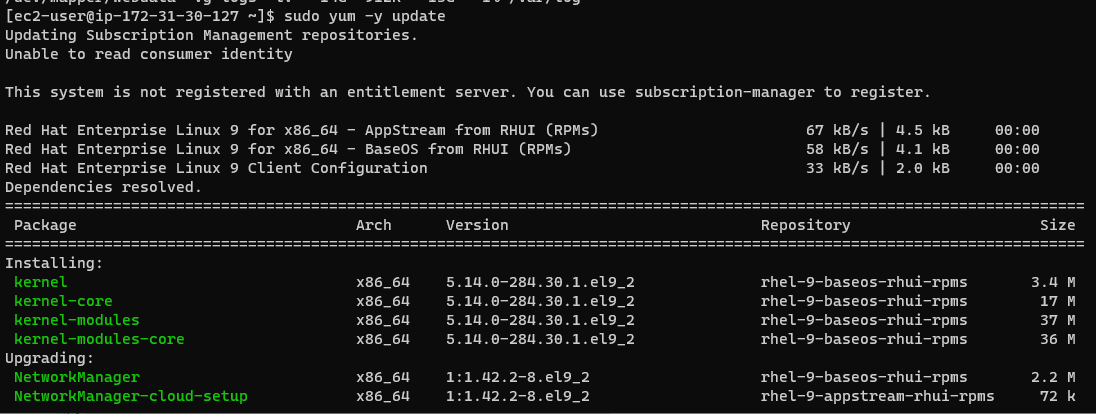 [ec2-user@ip-172-31-30-127 ~]$ sudo yum -y update
Updating Subscription Management repositories.
Unable to read consumer identity
This system is not registered with an entitlement server. You can use subscription-manager to register.
Red Hat Enterprise Linux 9 for x86_64 - AppStream from RHUI (RPMs) 67 kB/s | 4.5 kB 00:00
Red Hat Enterprise Linux 9 for x86_64 - BaseOS from RHUI (RPMs) 58 kB/s | 4.1 kB 00:00
Red Hat Enterprise Linux 9 Client Configuration 33 kB/s | 2.0 kB 00:00
Dependencies resolved.
Package Arch Version Repository Size
Installing:
kernel x86_64 5.14.0-284.30.1.el9_2 rhel-9-baseos-rhui-rpms 3.4 M
kernel-core x86_64 5.14.0-284.30.1.el9_2 rhel-9-baseos-rhui-rpms 17 M
kernel-modules x86_64 5.14.0-284.30.1.el9_2 rhel-9-baseos-rhui-rpms 37 M
kernel-modules-core x86_64 5.14.0-284.30.1.el9_2 rhel-9-baseos-rhui-rpms 36 M
Upgrading:
NetworkManager x86_64 1:1.42.2-8.el9_2 rhel-9-baseos-rhui-rpms 2.2 M
NetworkManager-cloud-setup x86_64 1:1.42.2-8.el9_2 rhel-9-appstream-rhui-rpms 72 k